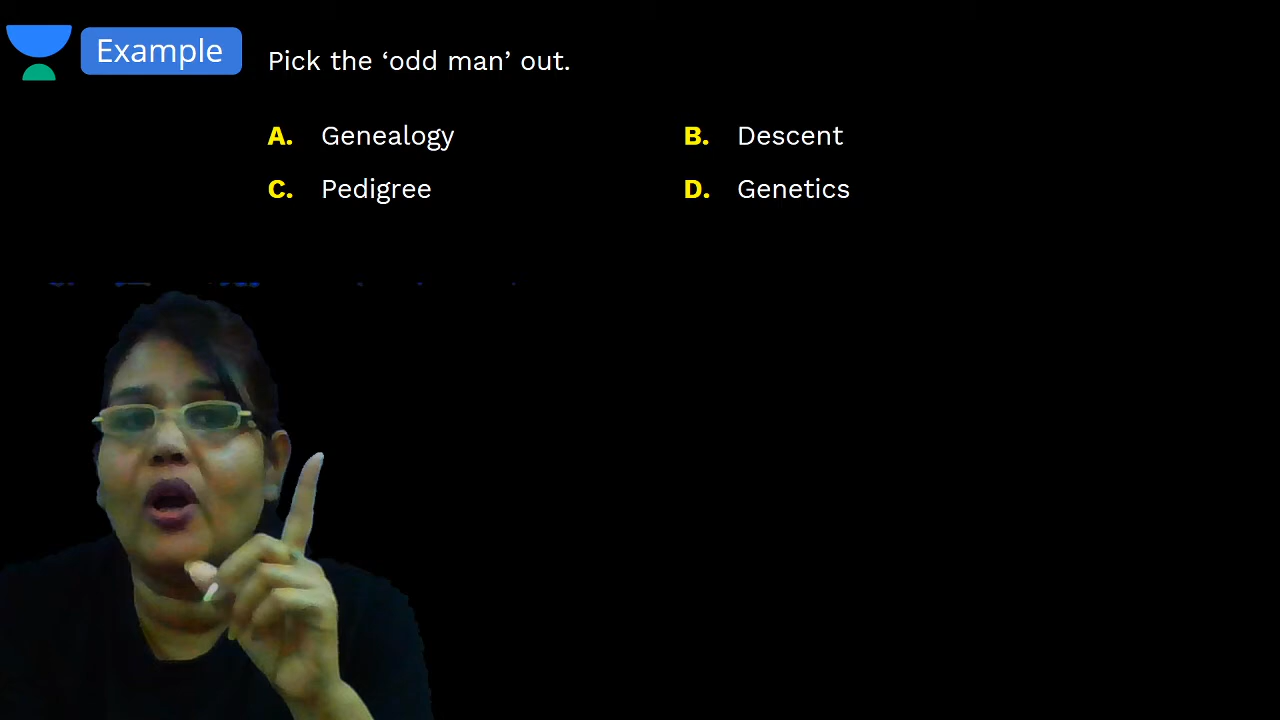 Example Pick the ‘odd man’ out.
A. Genealogy B. Descent
C. Pedigree D. Genetics